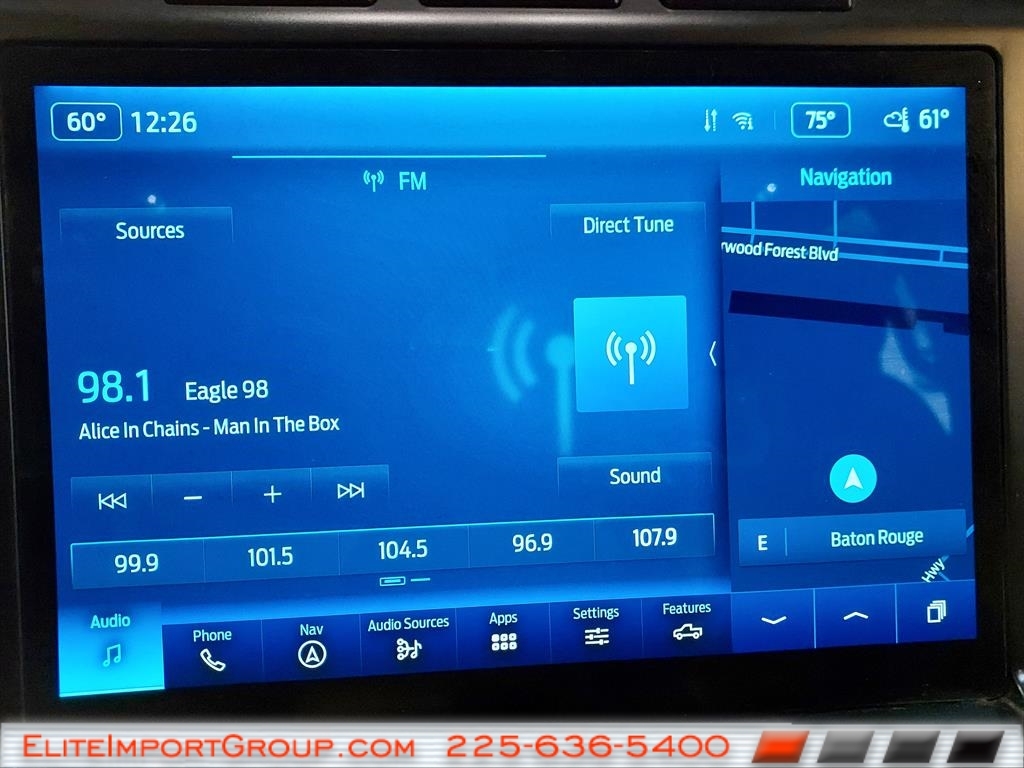 60° 12:26 75° 61°
FM
Navigation
Sources
Direct Tune
rwood Forest Blvd
98.1 Eagle 98
Alice In Chains - Man In The Box
Sound
99.9 101.5 104.5 96.9 107.9
E Baton Rouge
Hwy
Audio Phone Nav Audio Sources Apps Settings Features
EliteImportGroup.com 225-636-5400